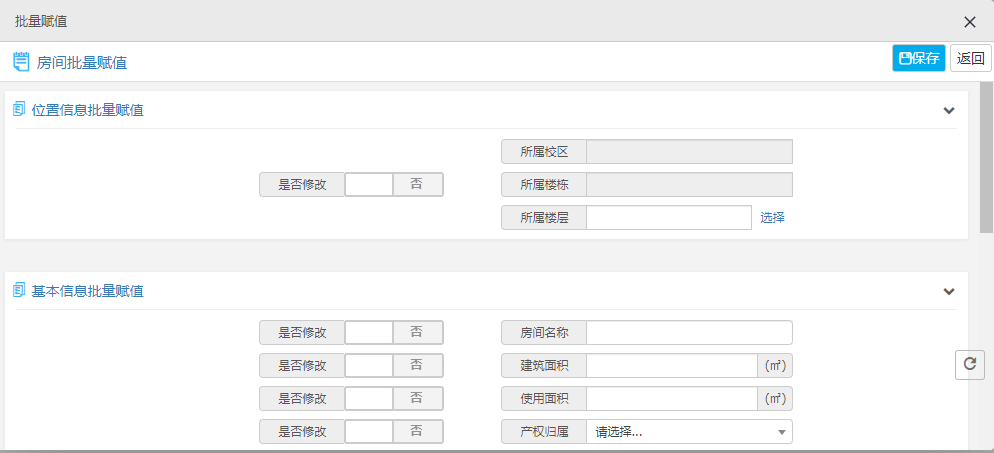 批量赋值
房间批量赋值 保存 返回
位置信息批量赋值
所属校区
是否修改 否 所属楼栋
所属楼层 选择
基本信息批量赋值
是否修改 否 房间名称
是否修改 否 建筑面积 (㎡)
是否修改 否 使用面积 (㎡)
是否修改 否 产权归属 请选择...